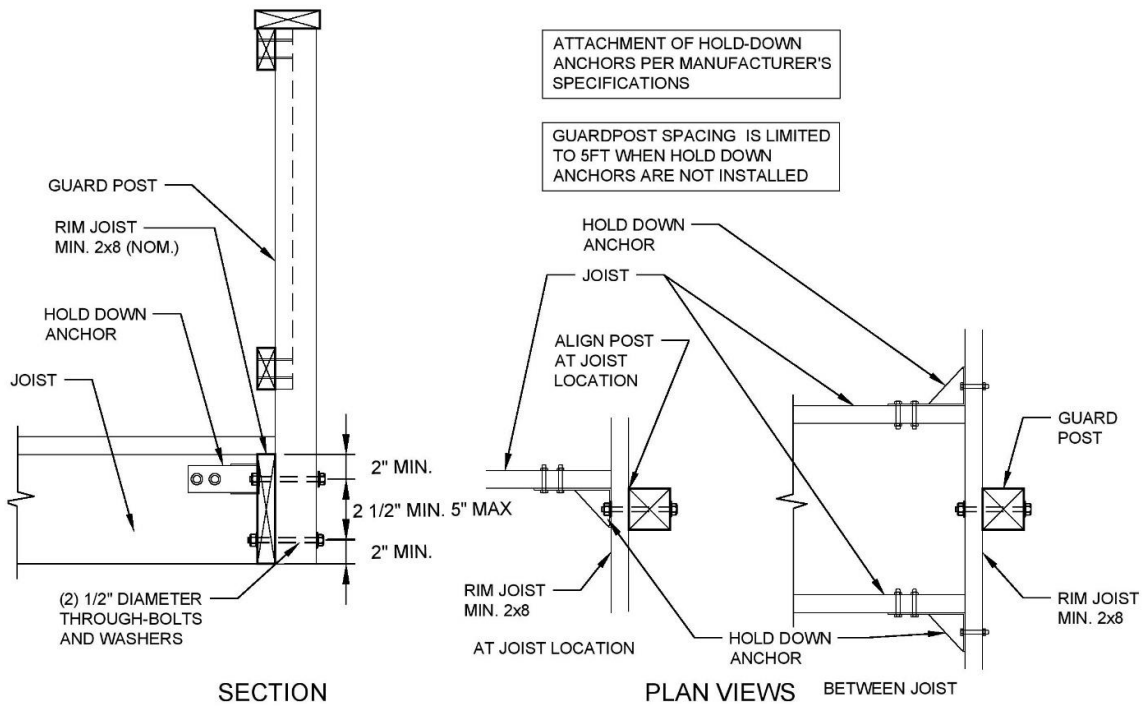 ATTACHMENT OF HOLD-DOWN
ANCHORS PER MANUFACTURER'S
SPECIFICATIONS
GUARDPOST SPACING IS LIMITED
TO 5FT WHEN HOLD DOWN
ANCHORS ARE NOT INSTALLED
GUARD POST
RIM JOIST
MIN. 2x8 (NOM.)
HOLD DOWN
ANCHOR
JOIST
2" MIN.
2 1/2" MIN. 5" MAX
2" MIN.
(2) 1/2" DIAMETER
THROUGH-BOLTS
AND WASHERS
SECTION
HOLD DOWN
ANCHOR
JOIST
ALIGN POST
AT JOIST
LOCATION
GUARD
POST
RIM JOIST
MIN. 2x8
RIM JOIST
MIN. 2x8
HOLD DOWN
ANCHOR
AT JOIST LOCATION
PLAN VIEWS
BETWEEN JOIST